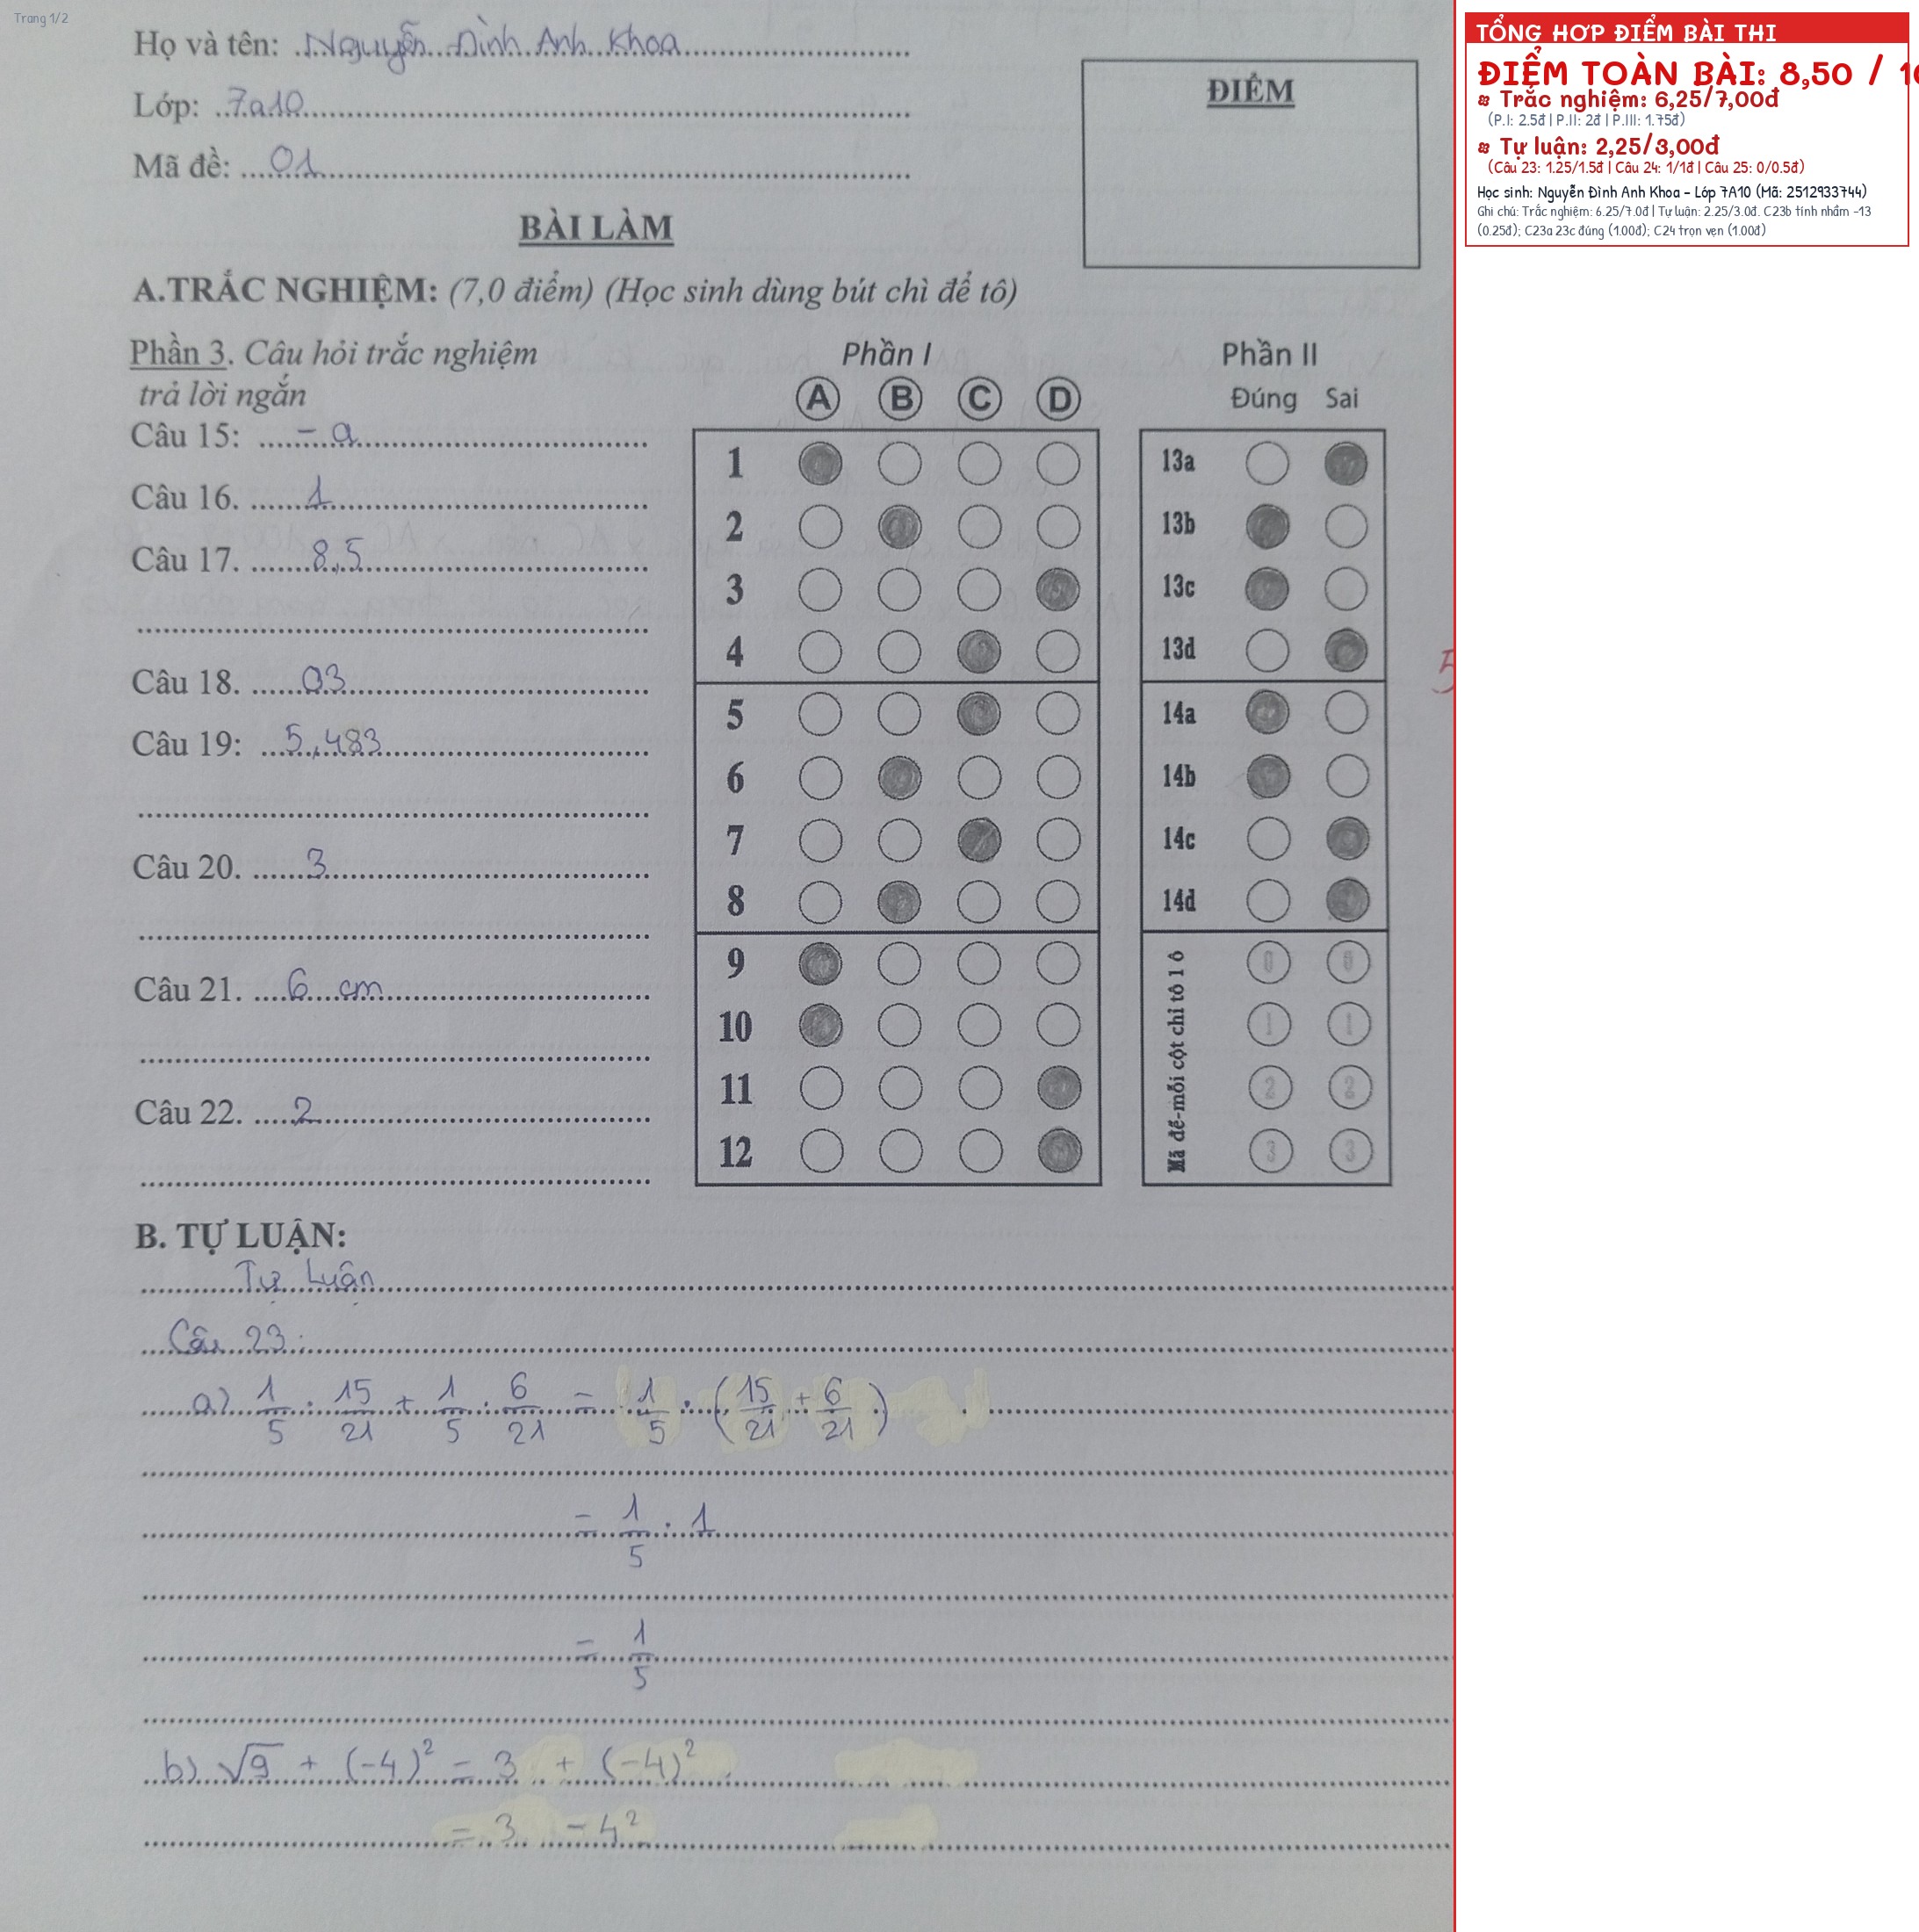 Trang 1/2
Họ và tên: Nguyễn Đình Anh Khoa
Lớp: 7a10
Mã đề: 01
ĐIỂM
BÀI LÀM
A.TRẮC NGHIỆM: (7,0 điểm) (Học sinh dùng bút chì để tô)
Phần 3. Câu hỏi trắc nghiệm
trả lời ngắn
Câu 15: - a
Câu 16. 1
Câu 17. 8,5
Câu 18. 03
Câu 19: 5,483
Câu 20. 3
Câu 21. 6 cm
Câu 22. 2
Phần I
A B C D
1
2
3
4
5
6
7
8
9
10
11
12
Phần II
Đúng Sai
13a
13b
13c
13d
14a
14b
14c
14d
Mã đề-mỗi cột chỉ tô 1 ô
0 0
1 1
2 2
3 3
B. TỰ LUẬN:
Tự Luận
Câu 23:
a) 1/5 . 15/21 + 1/5 . 6/21 = 1/5 . (15/21 + 6/21)
= 1/5 . 1
= 1/5
b) √9 + (-4)² = 3 + (-4)²
= 3 - 4²
TỔNG HỢP ĐIỂM BÀI THI
ĐIỂM TOÀN BÀI: 8,50 / 10
Trắc nghiệm: 6,25/7,00đ
(P.I: 2.5đ | P.II: 2đ | P.III: 1.75đ)
Tự luận: 2,25/3,00đ
(Câu 23: 1.25/1.5đ | Câu 24: 1/1đ | Câu 25: 0/0.5đ)
Học sinh: Nguyễn Đình Anh Khoa - Lớp 7A10 (Mã: 2512933744)
Ghi chú: Trắc nghiệm: 6.25/7.0đ | Tự luận: 2.25/3.0đ. C23b tính nhầm -13
(0.25đ); C23a 23c đúng (1.00đ); C24 trọn vẹn (1.00đ)